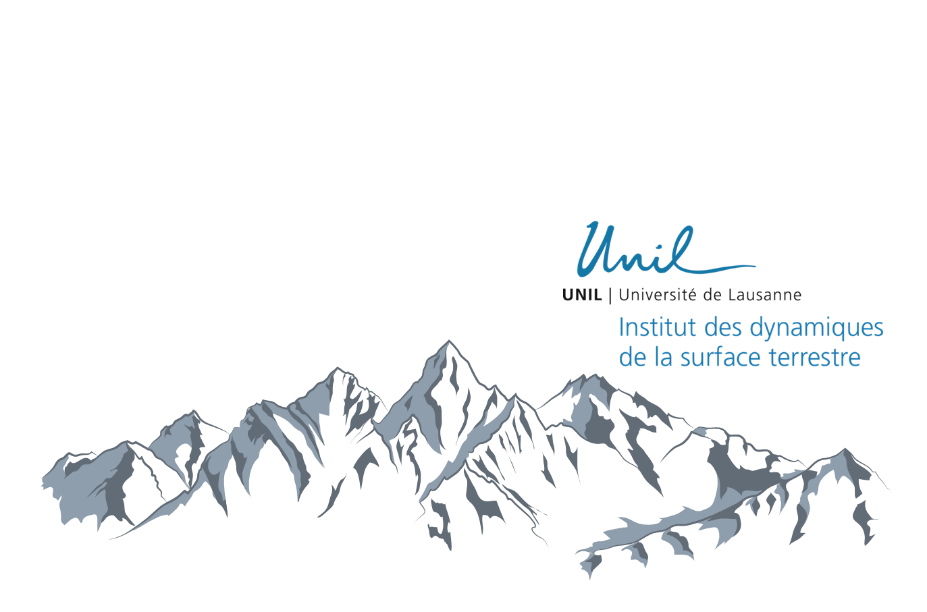 Unil
UNIL | Université de Lausanne
Institut des dynamiques
de la surface terrestre